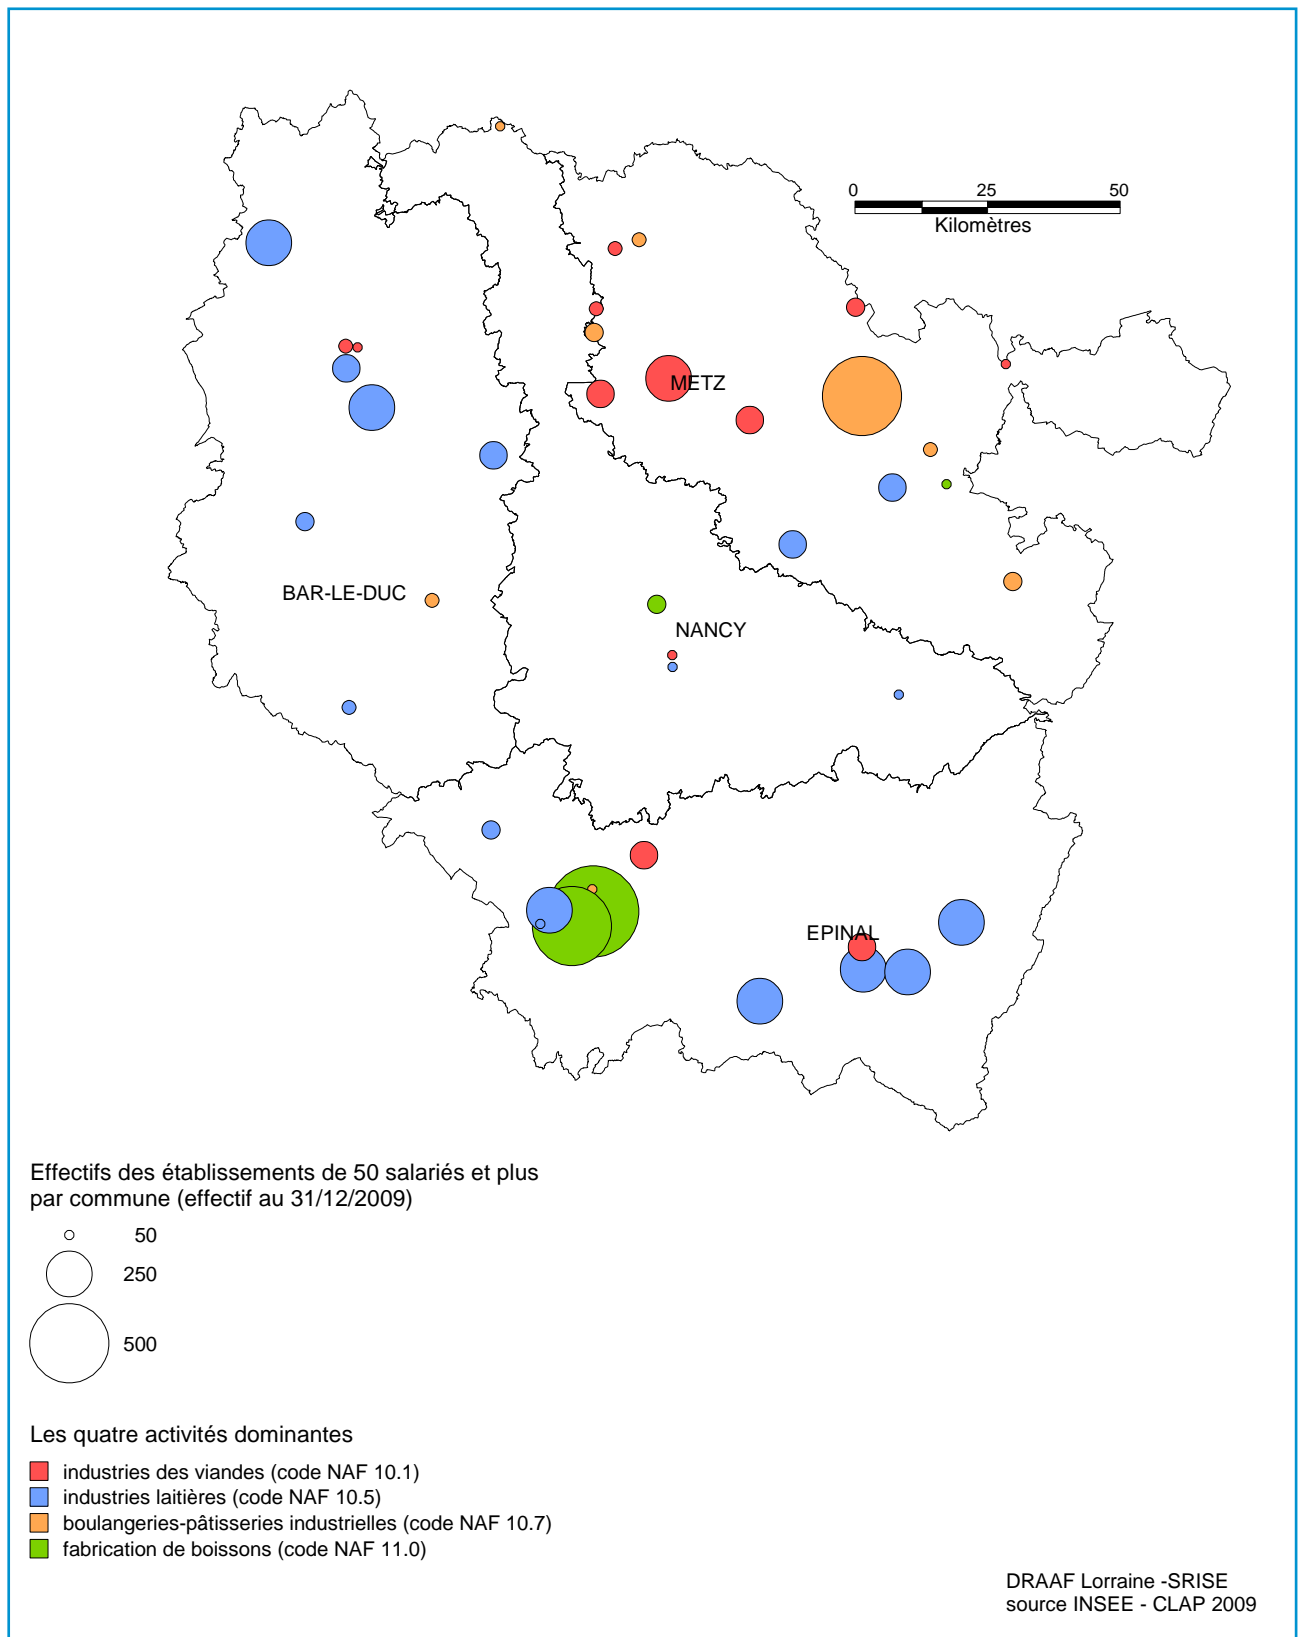 0 25 50
Kilomètres
METZ
BAR-LE-DUC
NANCY
EPINAL
Effectifs des établissements de 50 salariés et plus
par commune (effectif au 31/12/2009)
50
250
500
Les quatre activités dominantes
industries des viandes (code NAF 10.1)
industries laitières (code NAF 10.5)
boulangeries-pâtisseries industrielles (code NAF 10.7)
fabrication de boissons (code NAF 11.0)
DRAAF Lorraine -SRISE
source INSEE - CLAP 2009